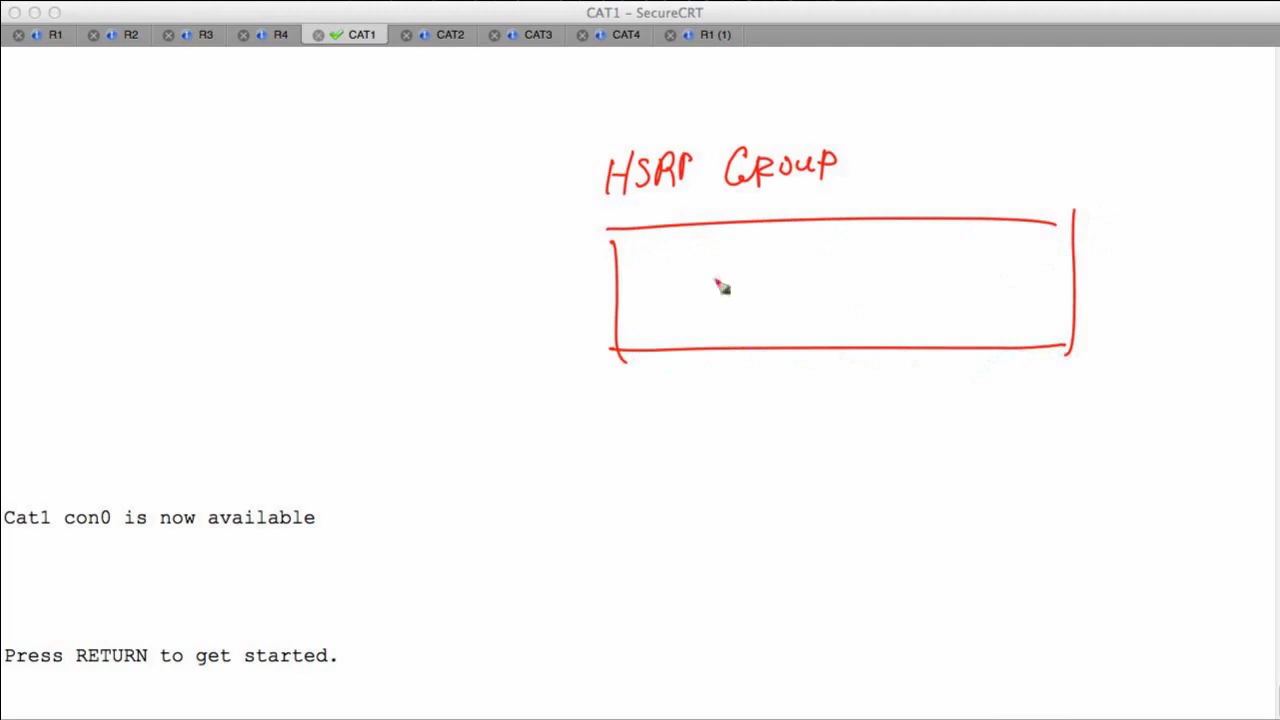 CAT1 – SecureCRT
R1 R2 R3 R4 CAT1 CAT2 CAT3 CAT4 R1 (1)
HSRP GROUP
Cat1 con0 is now available
Press RETURN to get started.